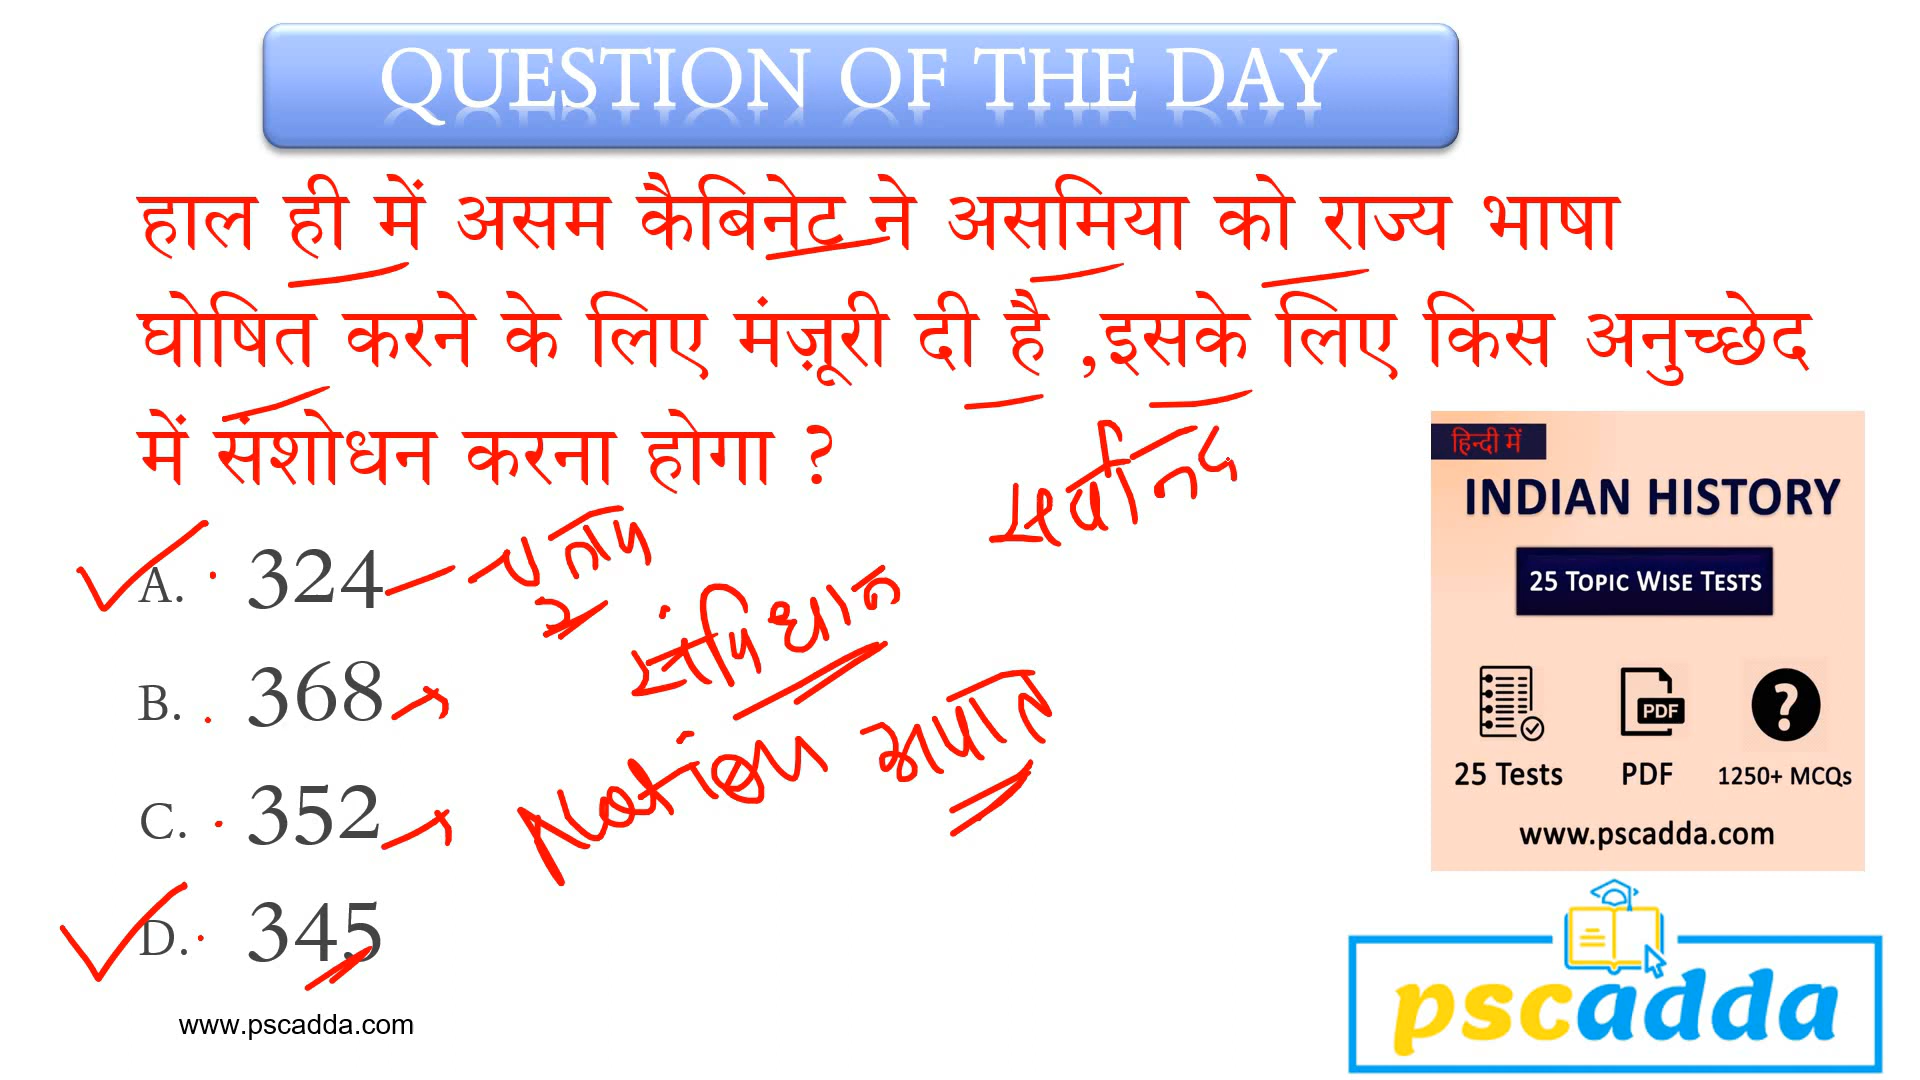 QUESTION OF THE DAY
हाल ही में असम कैबिनेट ने असमिया को राज्य भाषा
घोषित करने के लिए मंज़ूरी दी है ,इसके लिए किस अनुच्छेद
में संशोधन करना होगा ?
A. 324
B. 368
C. 352
D. 345
संविधान
Nation
www.pscadda.com
हिन्दी में
INDIAN HISTORY
25 TOPIC WISE TESTS
PDF
?
25 Tests
PDF
1250+ MCQs
www.pscadda.com
pscadda